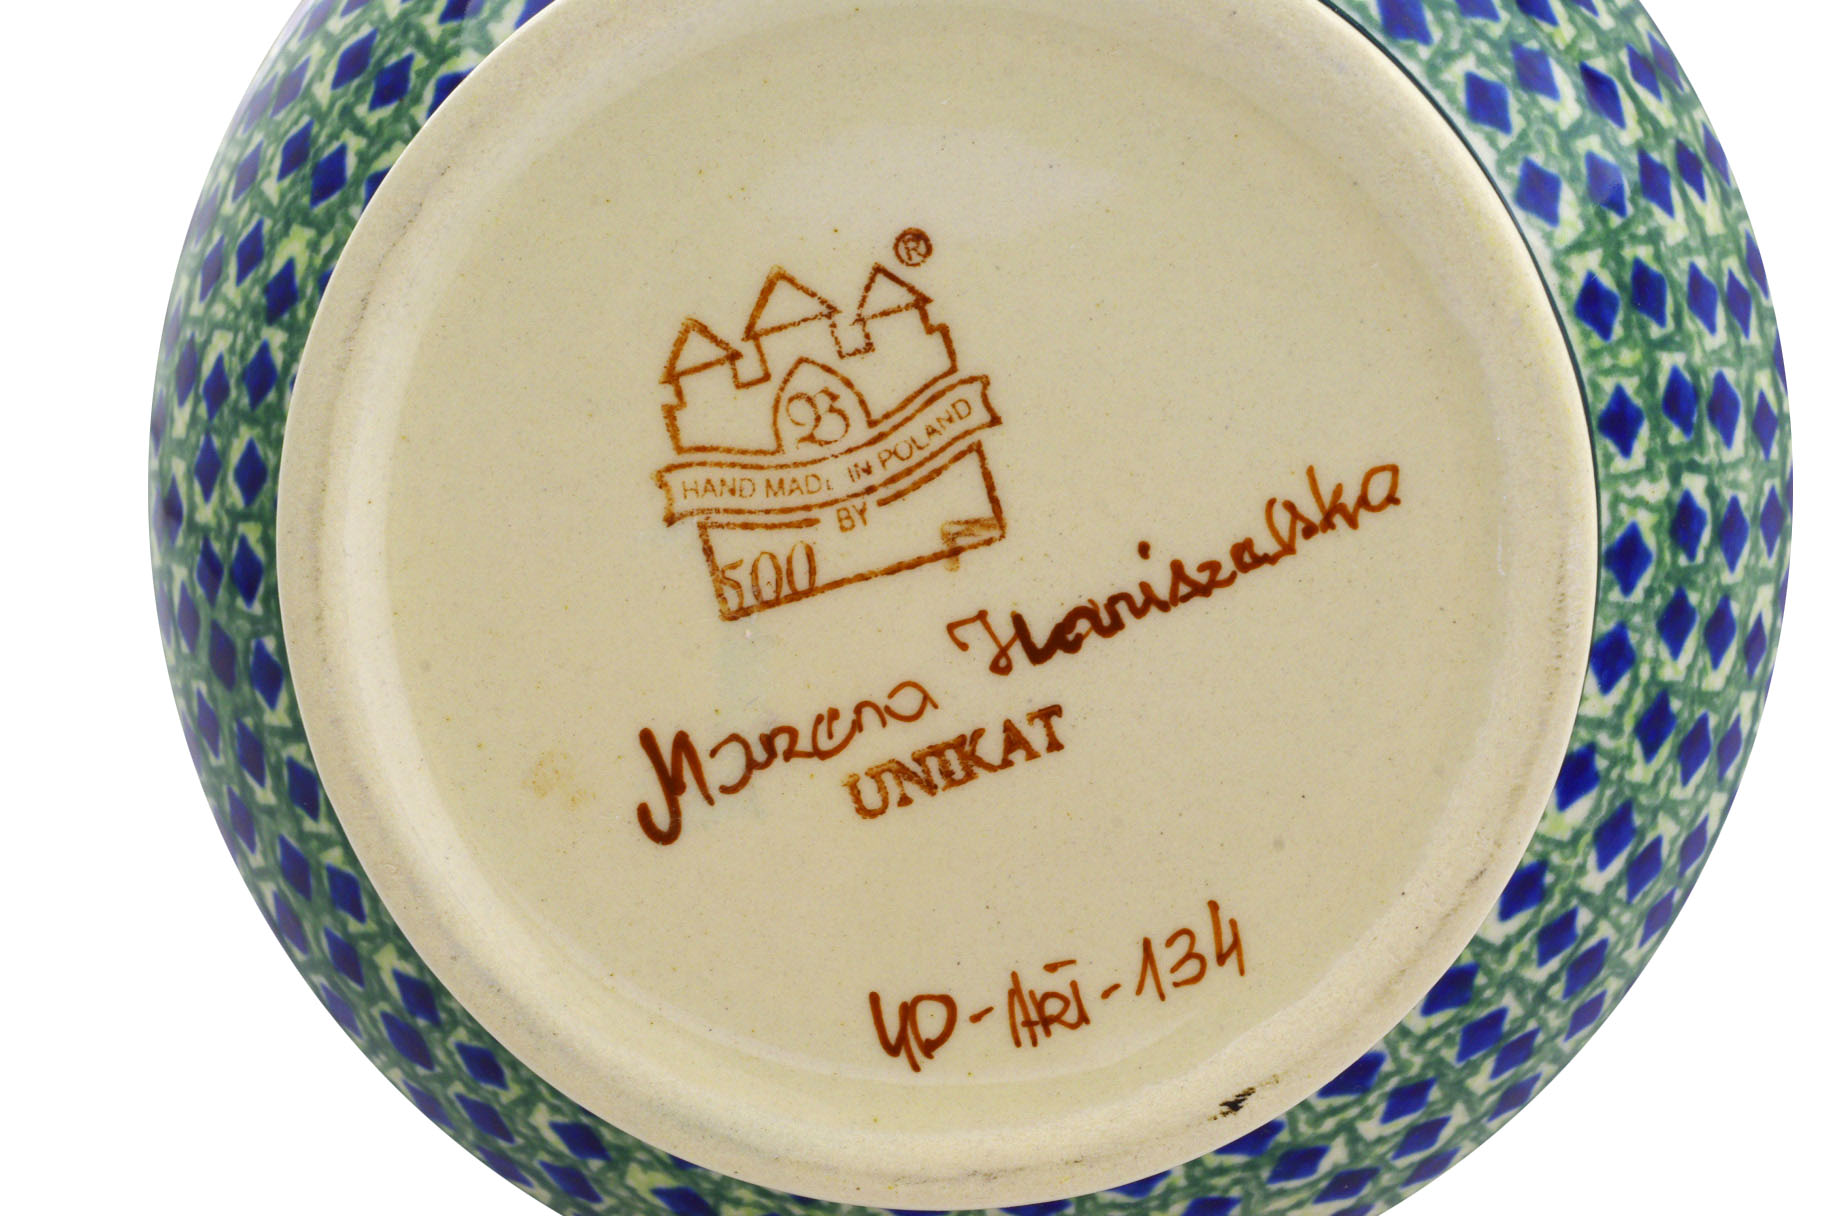 ®
B
HAND MADE IN POLAND
BY
500
Marzena Haniszewska
UNIKAT
YD-ART-134